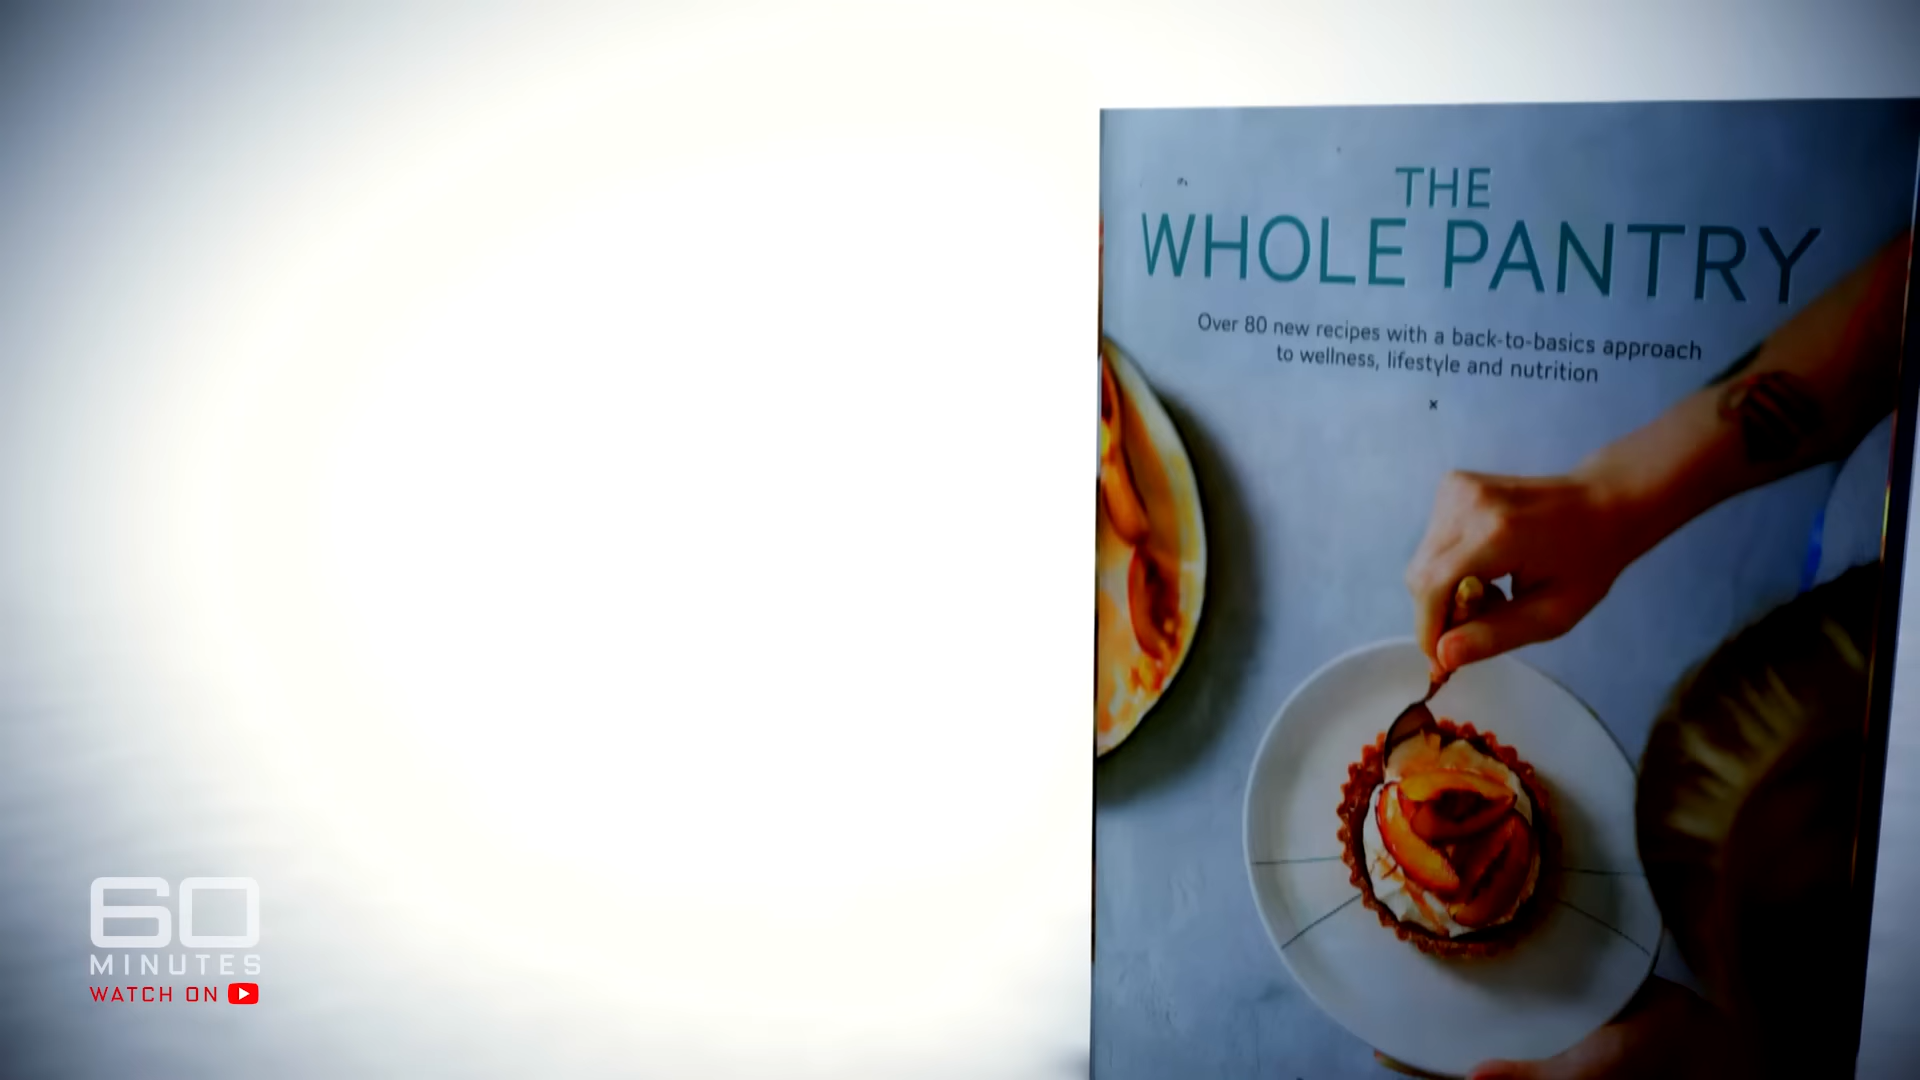 THE
WHOLE PANTRY
Over 80 new recipes with a back-to-basics approach
to wellness, lifestyle and nutrition
x
60
MINUTES
WATCH ON